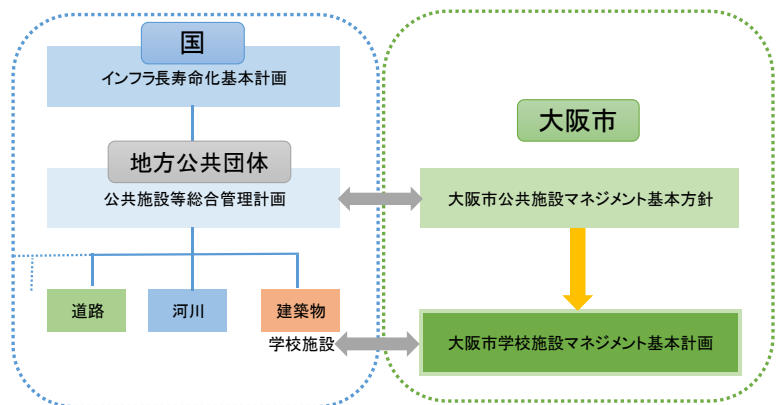 国
インフラ長寿命化基本計画
地方公共団体
公共施設等総合管理計画
道路
河川
建築物
学校施設
大阪市
大阪市公共施設マネジメント基本方針
大阪市学校施設マネジメント基本計画